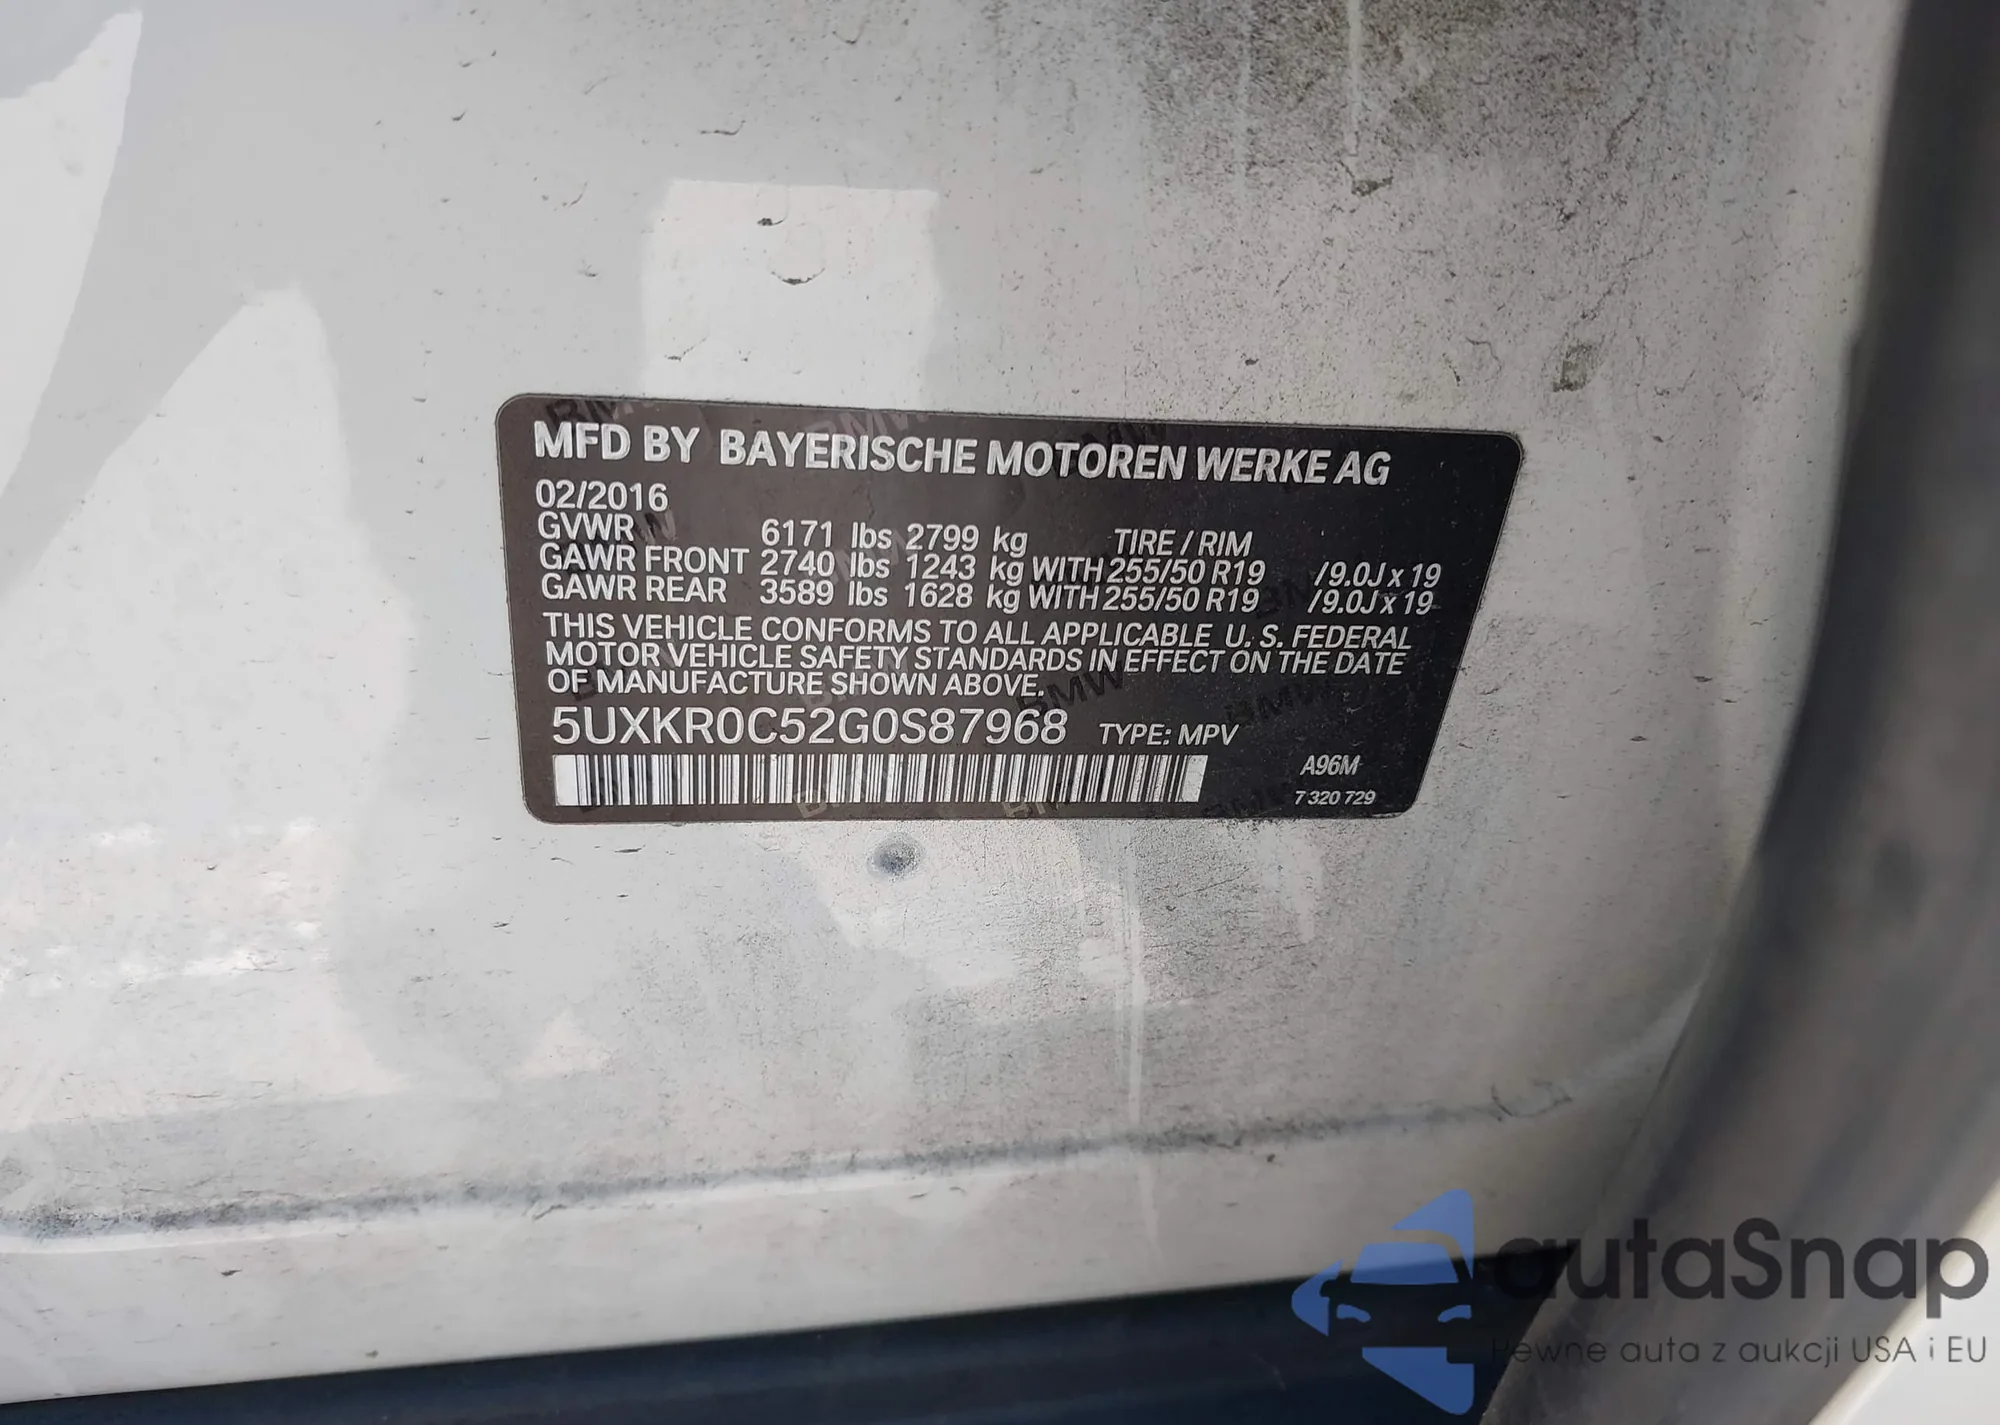 MFD BY BAYERISCHE MOTOREN WERKE AG
02/2016
GVWR 6171 lbs 2799 kg TIRE / RIM
GAWR FRONT 2740 lbs 1243 kg WITH 255/50 R19 /9.0J x 19
GAWR REAR 3589 lbs 1628 kg WITH 255/50 R19 /9.0J x 19
THIS VEHICLE CONFORMS TO ALL APPLICABLE U. S. FEDERAL
MOTOR VEHICLE SAFETY STANDARDS IN EFFECT ON THE DATE
OF MANUFACTURE SHOWN ABOVE.
5UXKR0C52G0S87968 TYPE: MPV
A96M
7 320 729
autaSnap
Pewne auta z aukcji USA i EU